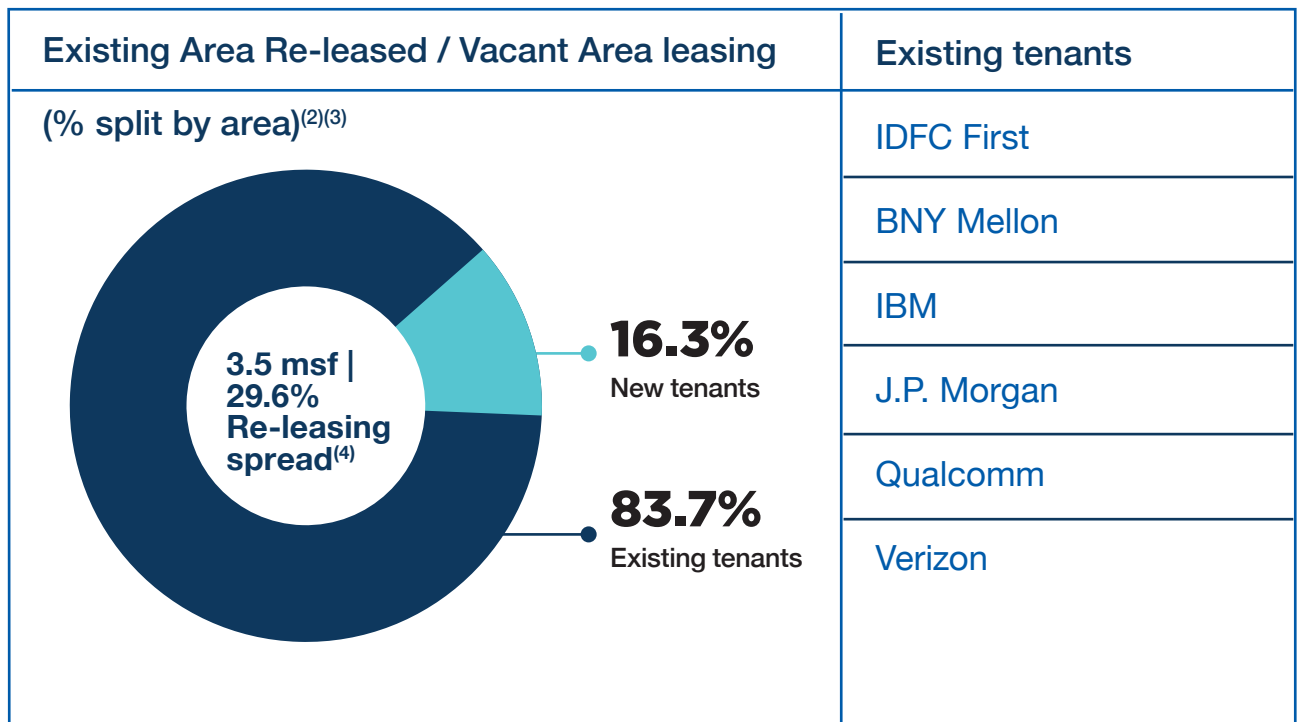 Existing Area Re-leased / Vacant Area leasing
(% split by area)(2)(3)
3.5 msf |
29.6%
Re-leasing
spread(4)
16.3%
New tenants
83.7%
Existing tenants
Existing tenants
IDFC First
BNY Mellon
IBM
J.P. Morgan
Qualcomm
Verizon